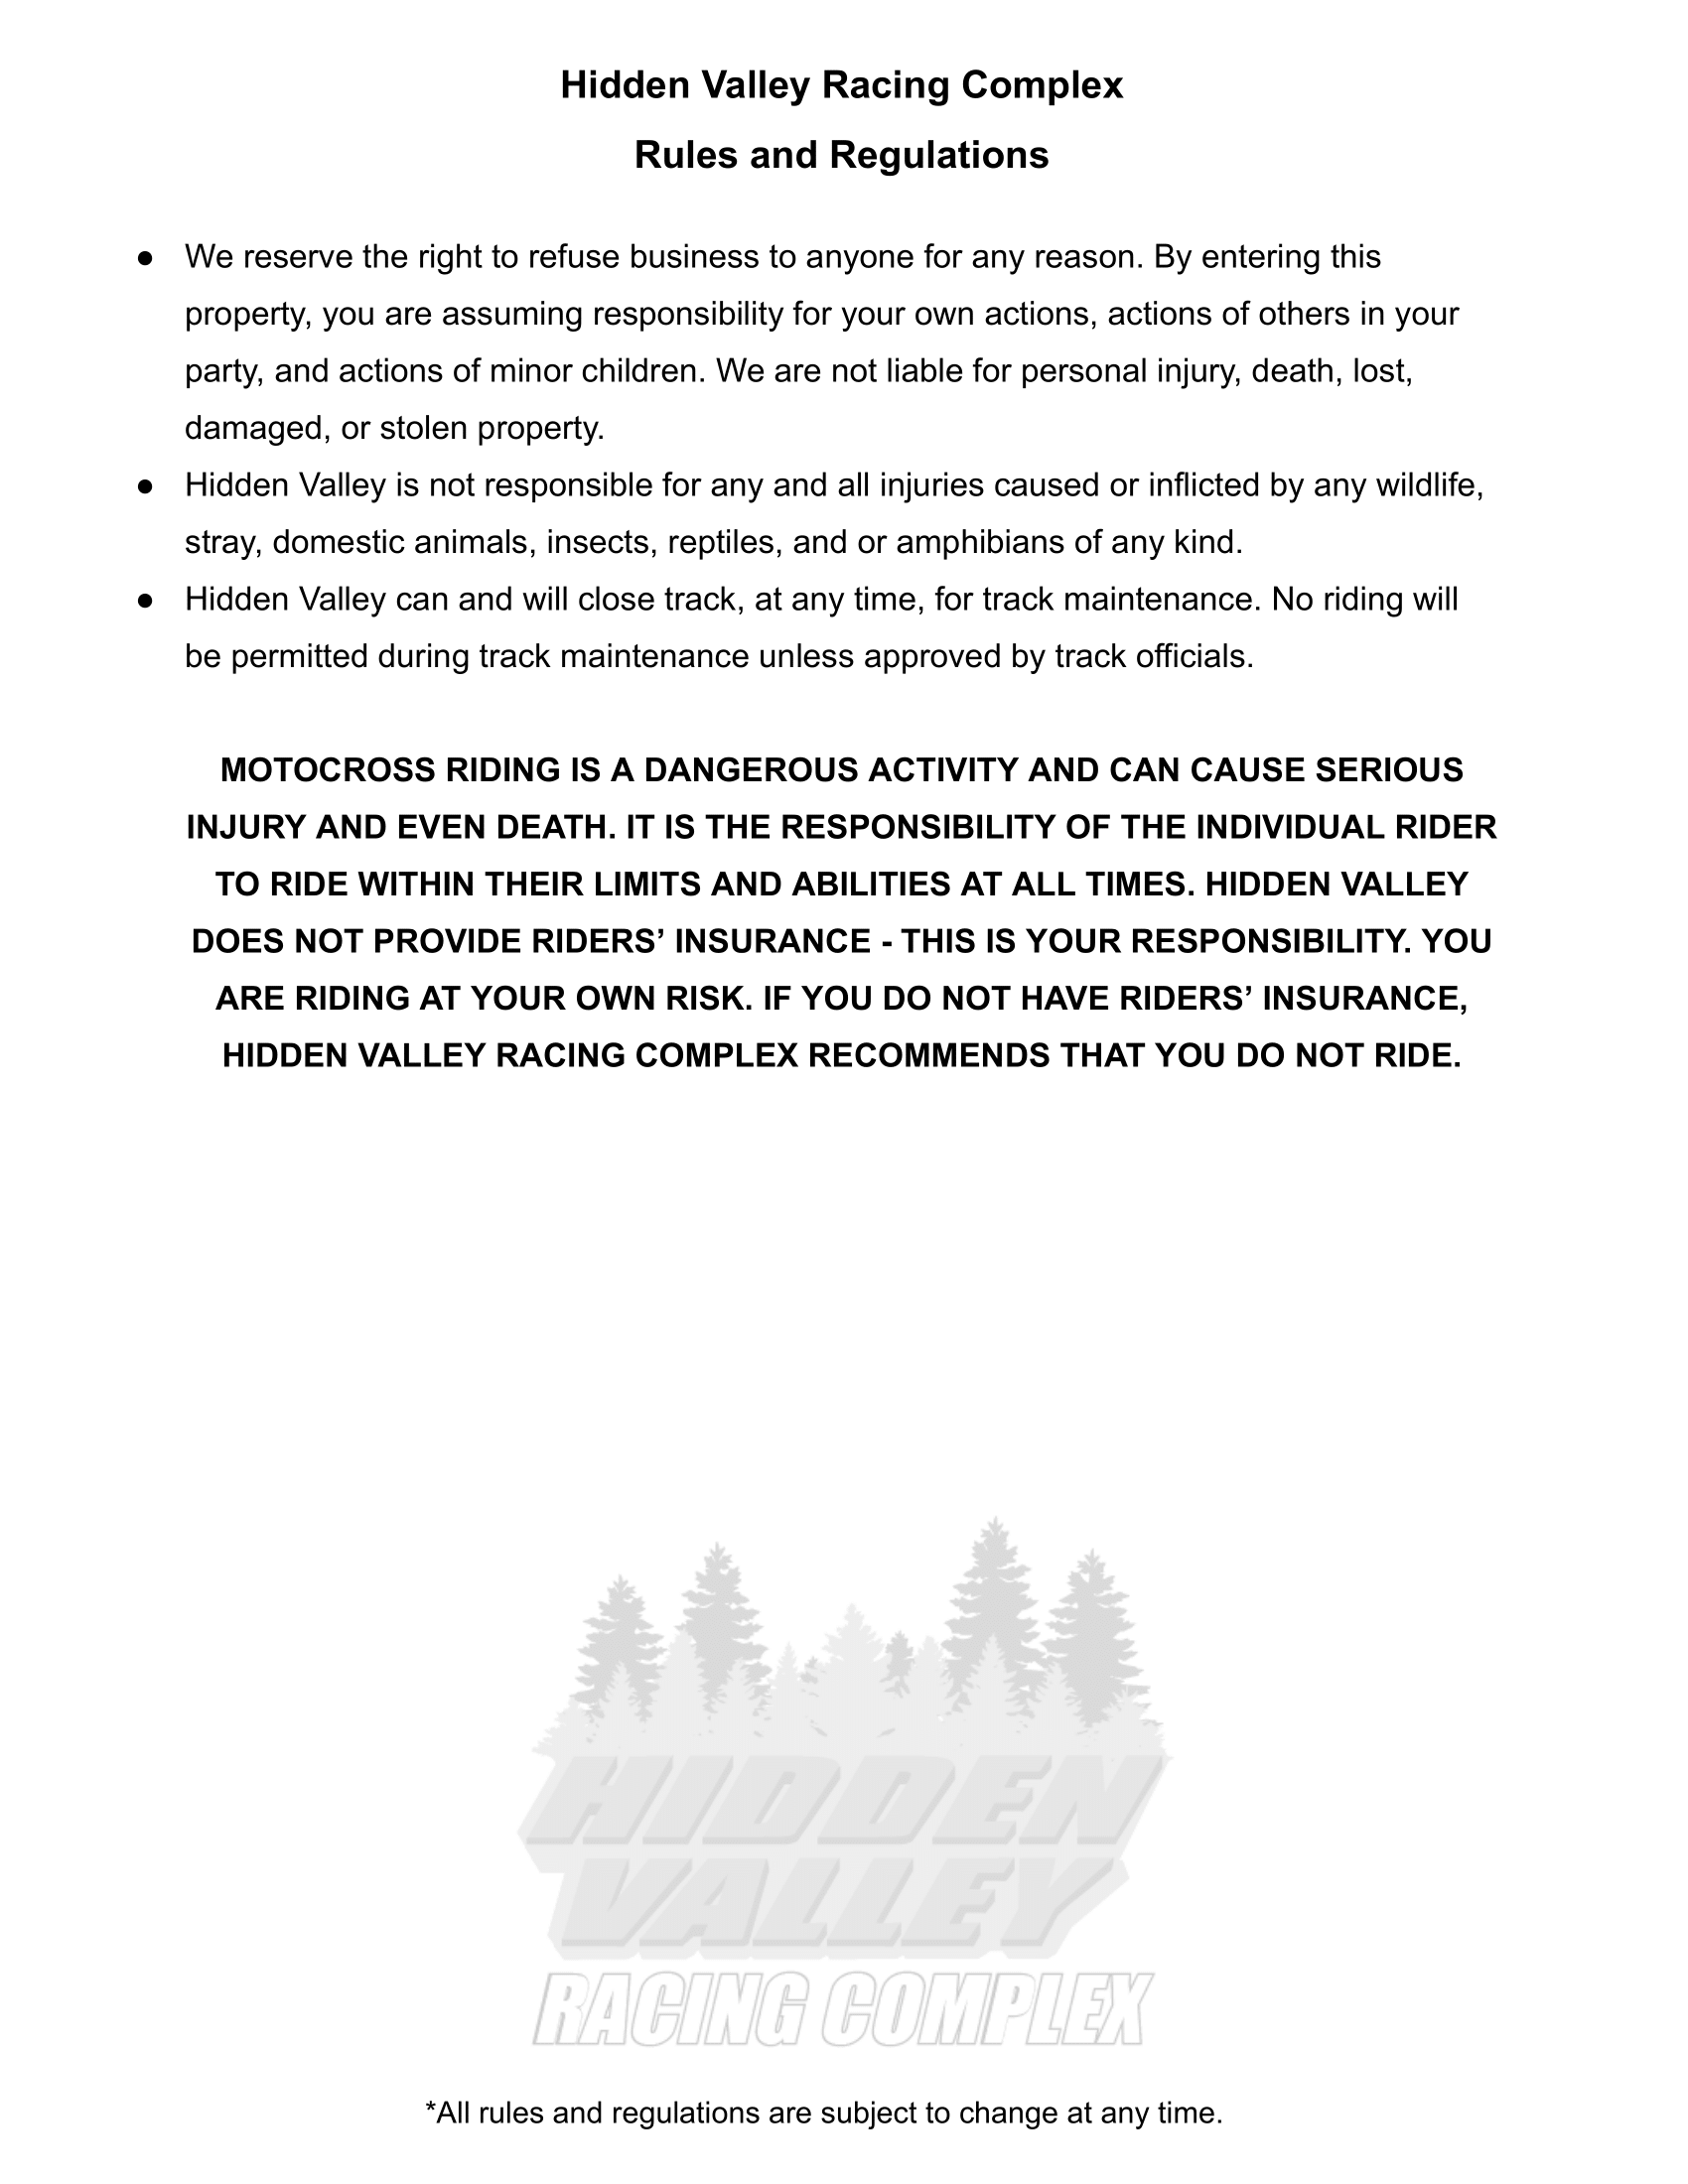 Hidden Valley Racing Complex
Rules and Regulations
● We reserve the right to refuse business to anyone for any reason. By entering this
property, you are assuming responsibility for your own actions, actions of others in your
party, and actions of minor children. We are not liable for personal injury, death, lost,
damaged, or stolen property.
● Hidden Valley is not responsible for any and all injuries caused or inflicted by any wildlife,
stray, domestic animals, insects, reptiles, and or amphibians of any kind.
● Hidden Valley can and will close track, at any time, for track maintenance. No riding will
be permitted during track maintenance unless approved by track officials.
MOTOCROSS RIDING IS A DANGEROUS ACTIVITY AND CAN CAUSE SERIOUS
INJURY AND EVEN DEATH. IT IS THE RESPONSIBILITY OF THE INDIVIDUAL RIDER
TO RIDE WITHIN THEIR LIMITS AND ABILITIES AT ALL TIMES. HIDDEN VALLEY
DOES NOT PROVIDE RIDERS’ INSURANCE - THIS IS YOUR RESPONSIBILITY. YOU
ARE RIDING AT YOUR OWN RISK. IF YOU DO NOT HAVE RIDERS’ INSURANCE,
HIDDEN VALLEY RACING COMPLEX RECOMMENDS THAT YOU DO NOT RIDE.
HIDDEN
VALLEY
RACING COMPLEX
*All rules and regulations are subject to change at any time.